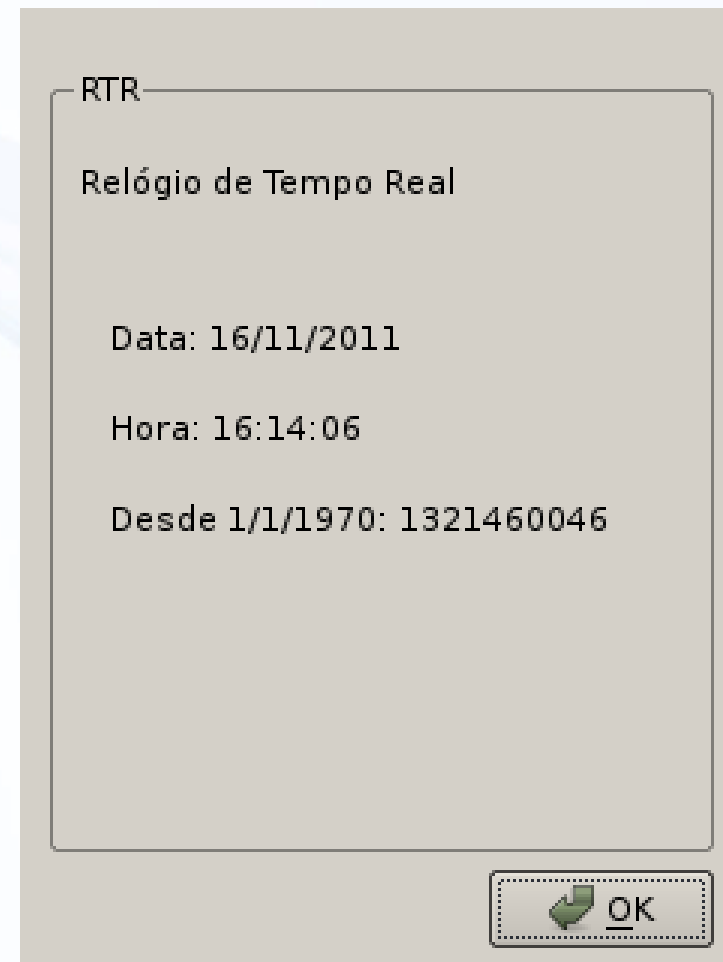 RTR
Relógio de Tempo Real
Data: 16/11/2011
Hora: 16:14:06
Desde 1/1/1970: 1321460046
OK